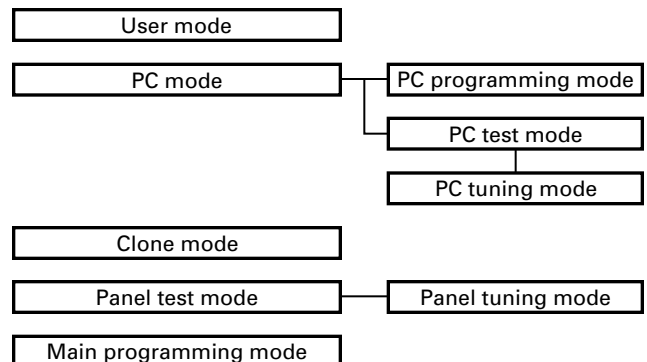 User mode
PC mode
PC programming mode
PC test mode
PC tuning mode
Clone mode
Panel test mode
Panel tuning mode
Main programming mode